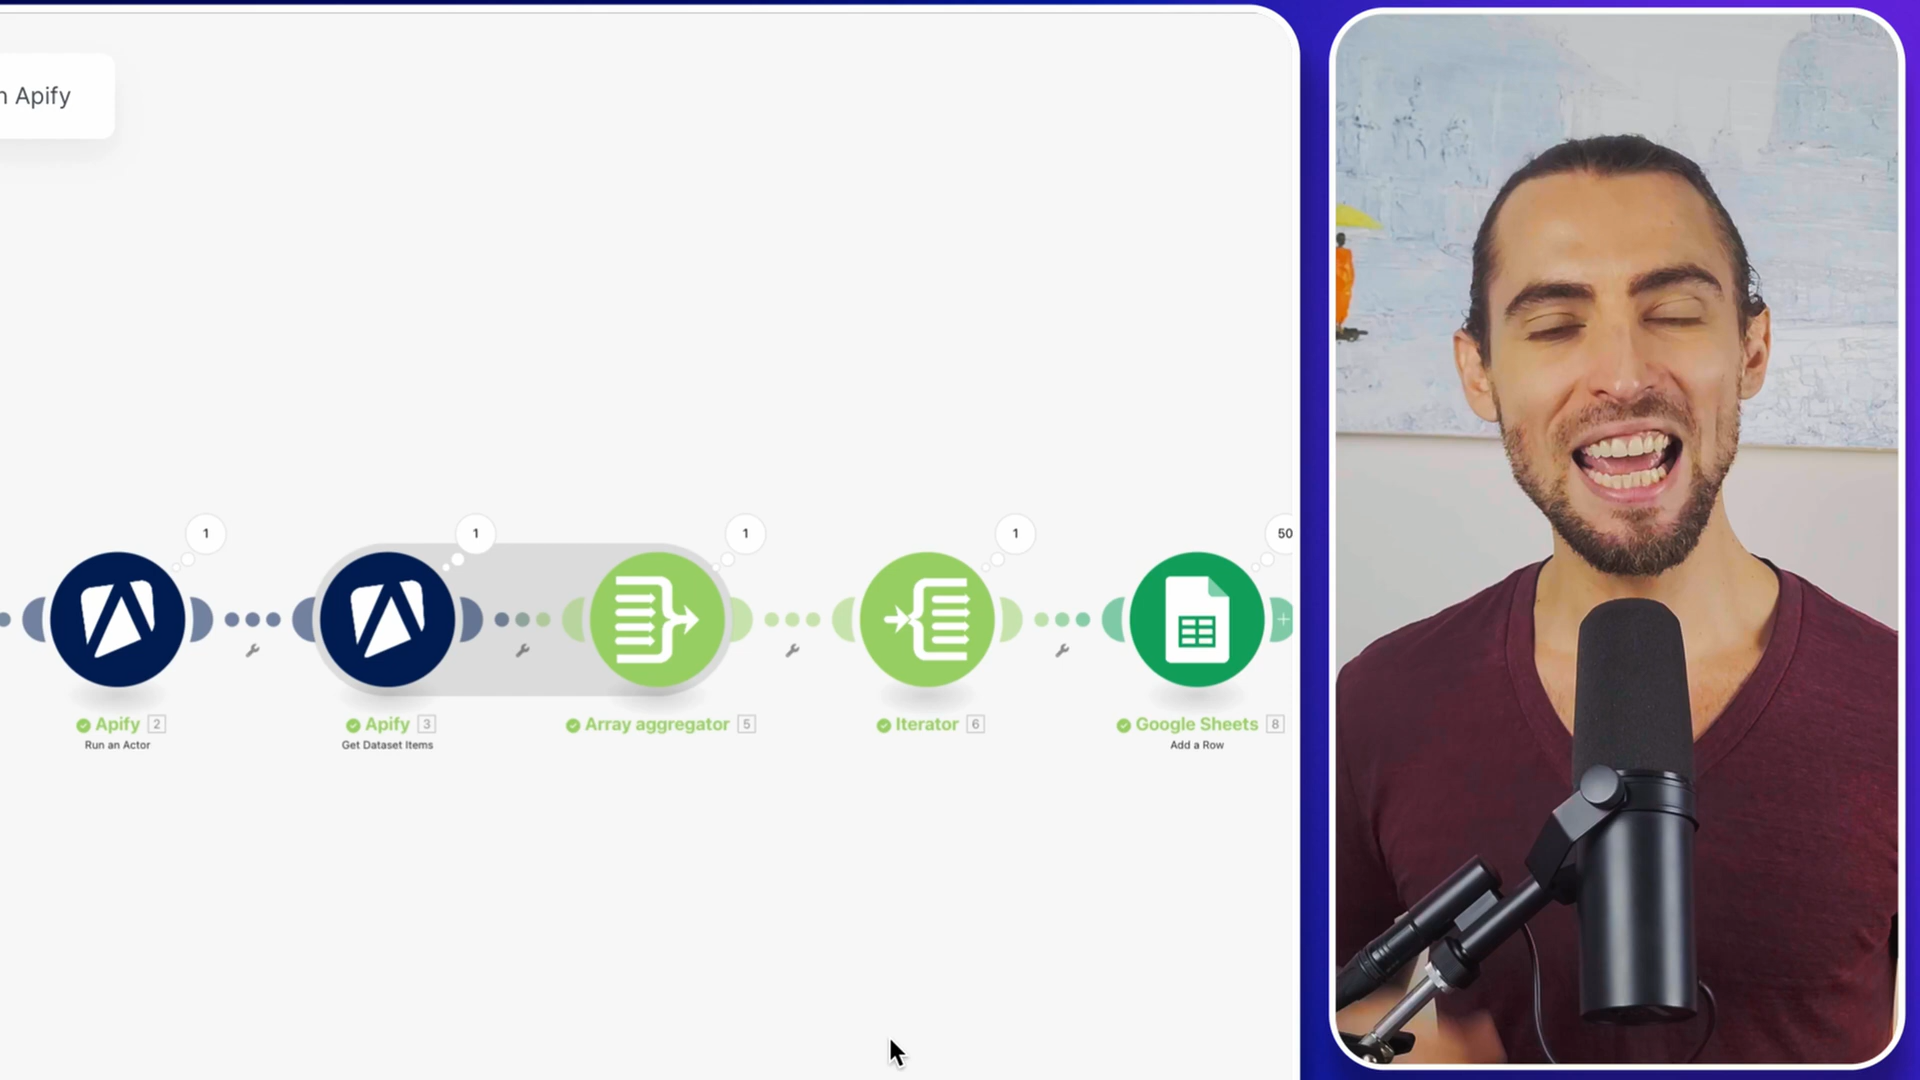 n Apify
1
1
1
1
50
Apify 2
Run an Actor
Apify 3
Get Dataset Items
Array aggregator 5
Iterator 6
Google Sheets 8
Add a Row